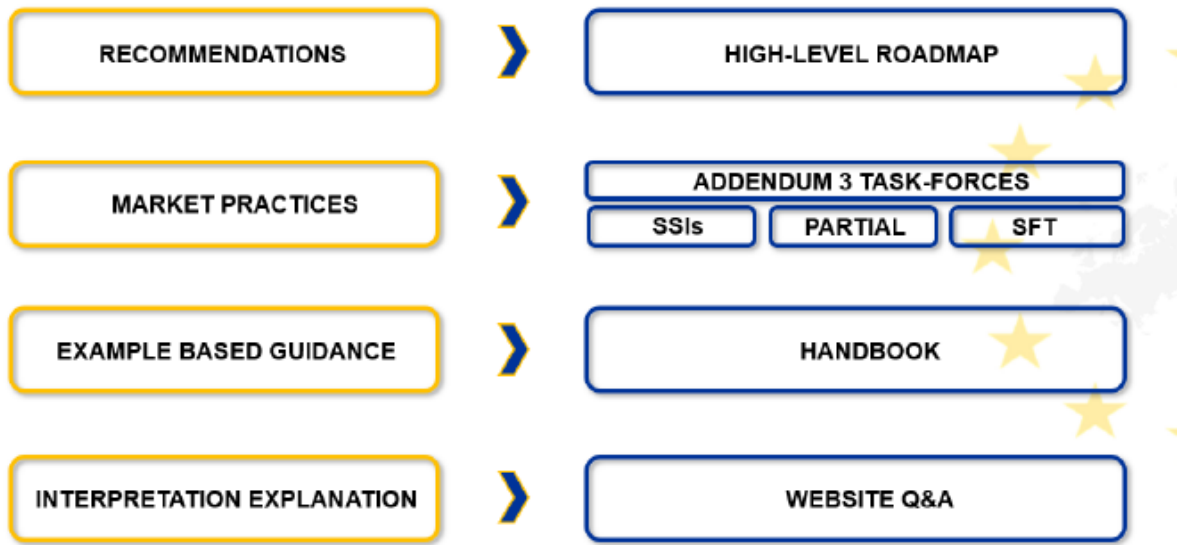 RECOMMENDATIONS
HIGH-LEVEL ROADMAP
MARKET PRACTICES
ADDENDUM 3 TASK-FORCES
SSIs
PARTIAL
SFT
EXAMPLE BASED GUIDANCE
HANDBOOK
INTERPRETATION EXPLANATION
WEBSITE Q&A